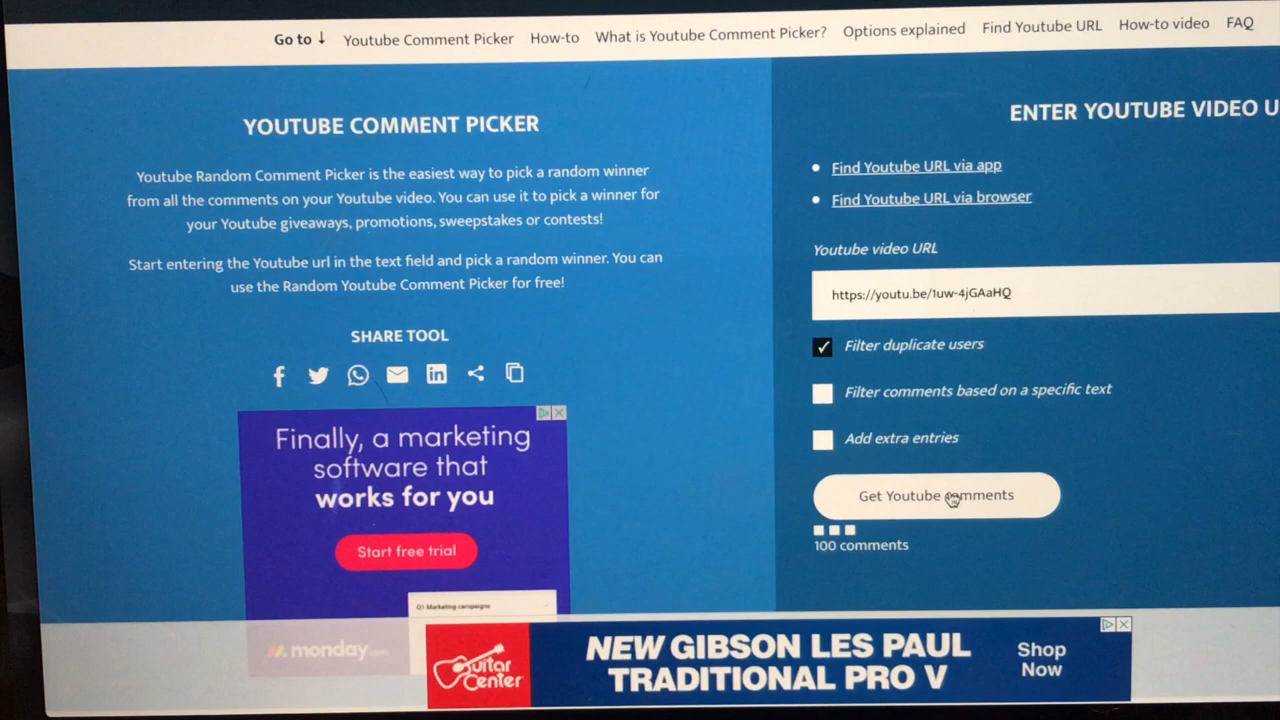 Go to ↓ Youtube Comment Picker How-to What is Youtube Comment Picker? Options explained Find Youtube URL How-to video FAQ
YOUTUBE COMMENT PICKER
Youtube Random Comment Picker is the easiest way to pick a random winner
from all the comments on your Youtube video. You can use it to pick a winner for
your Youtube giveaways, promotions, sweepstakes or contests!
Start entering the Youtube url in the text field and pick a random winner. You can
use the Random Youtube Comment Picker for free!
SHARE TOOL
Finally, a marketing
software that
works for you
Start free trial
Q1 Marketing campaigns
monday.com
ENTER YOUTUBE VIDEO U
Find Youtube URL via app
Find Youtube URL via browser
Youtube video URL
https://youtu.be/1uw-4jGAaHQ
Filter duplicate users
Filter comments based on a specific text
Add extra entries
Get Youtube comments
100 comments
Guitar
Center
NEW GIBSON LES PAUL
TRADITIONAL PRO V
Shop
Now